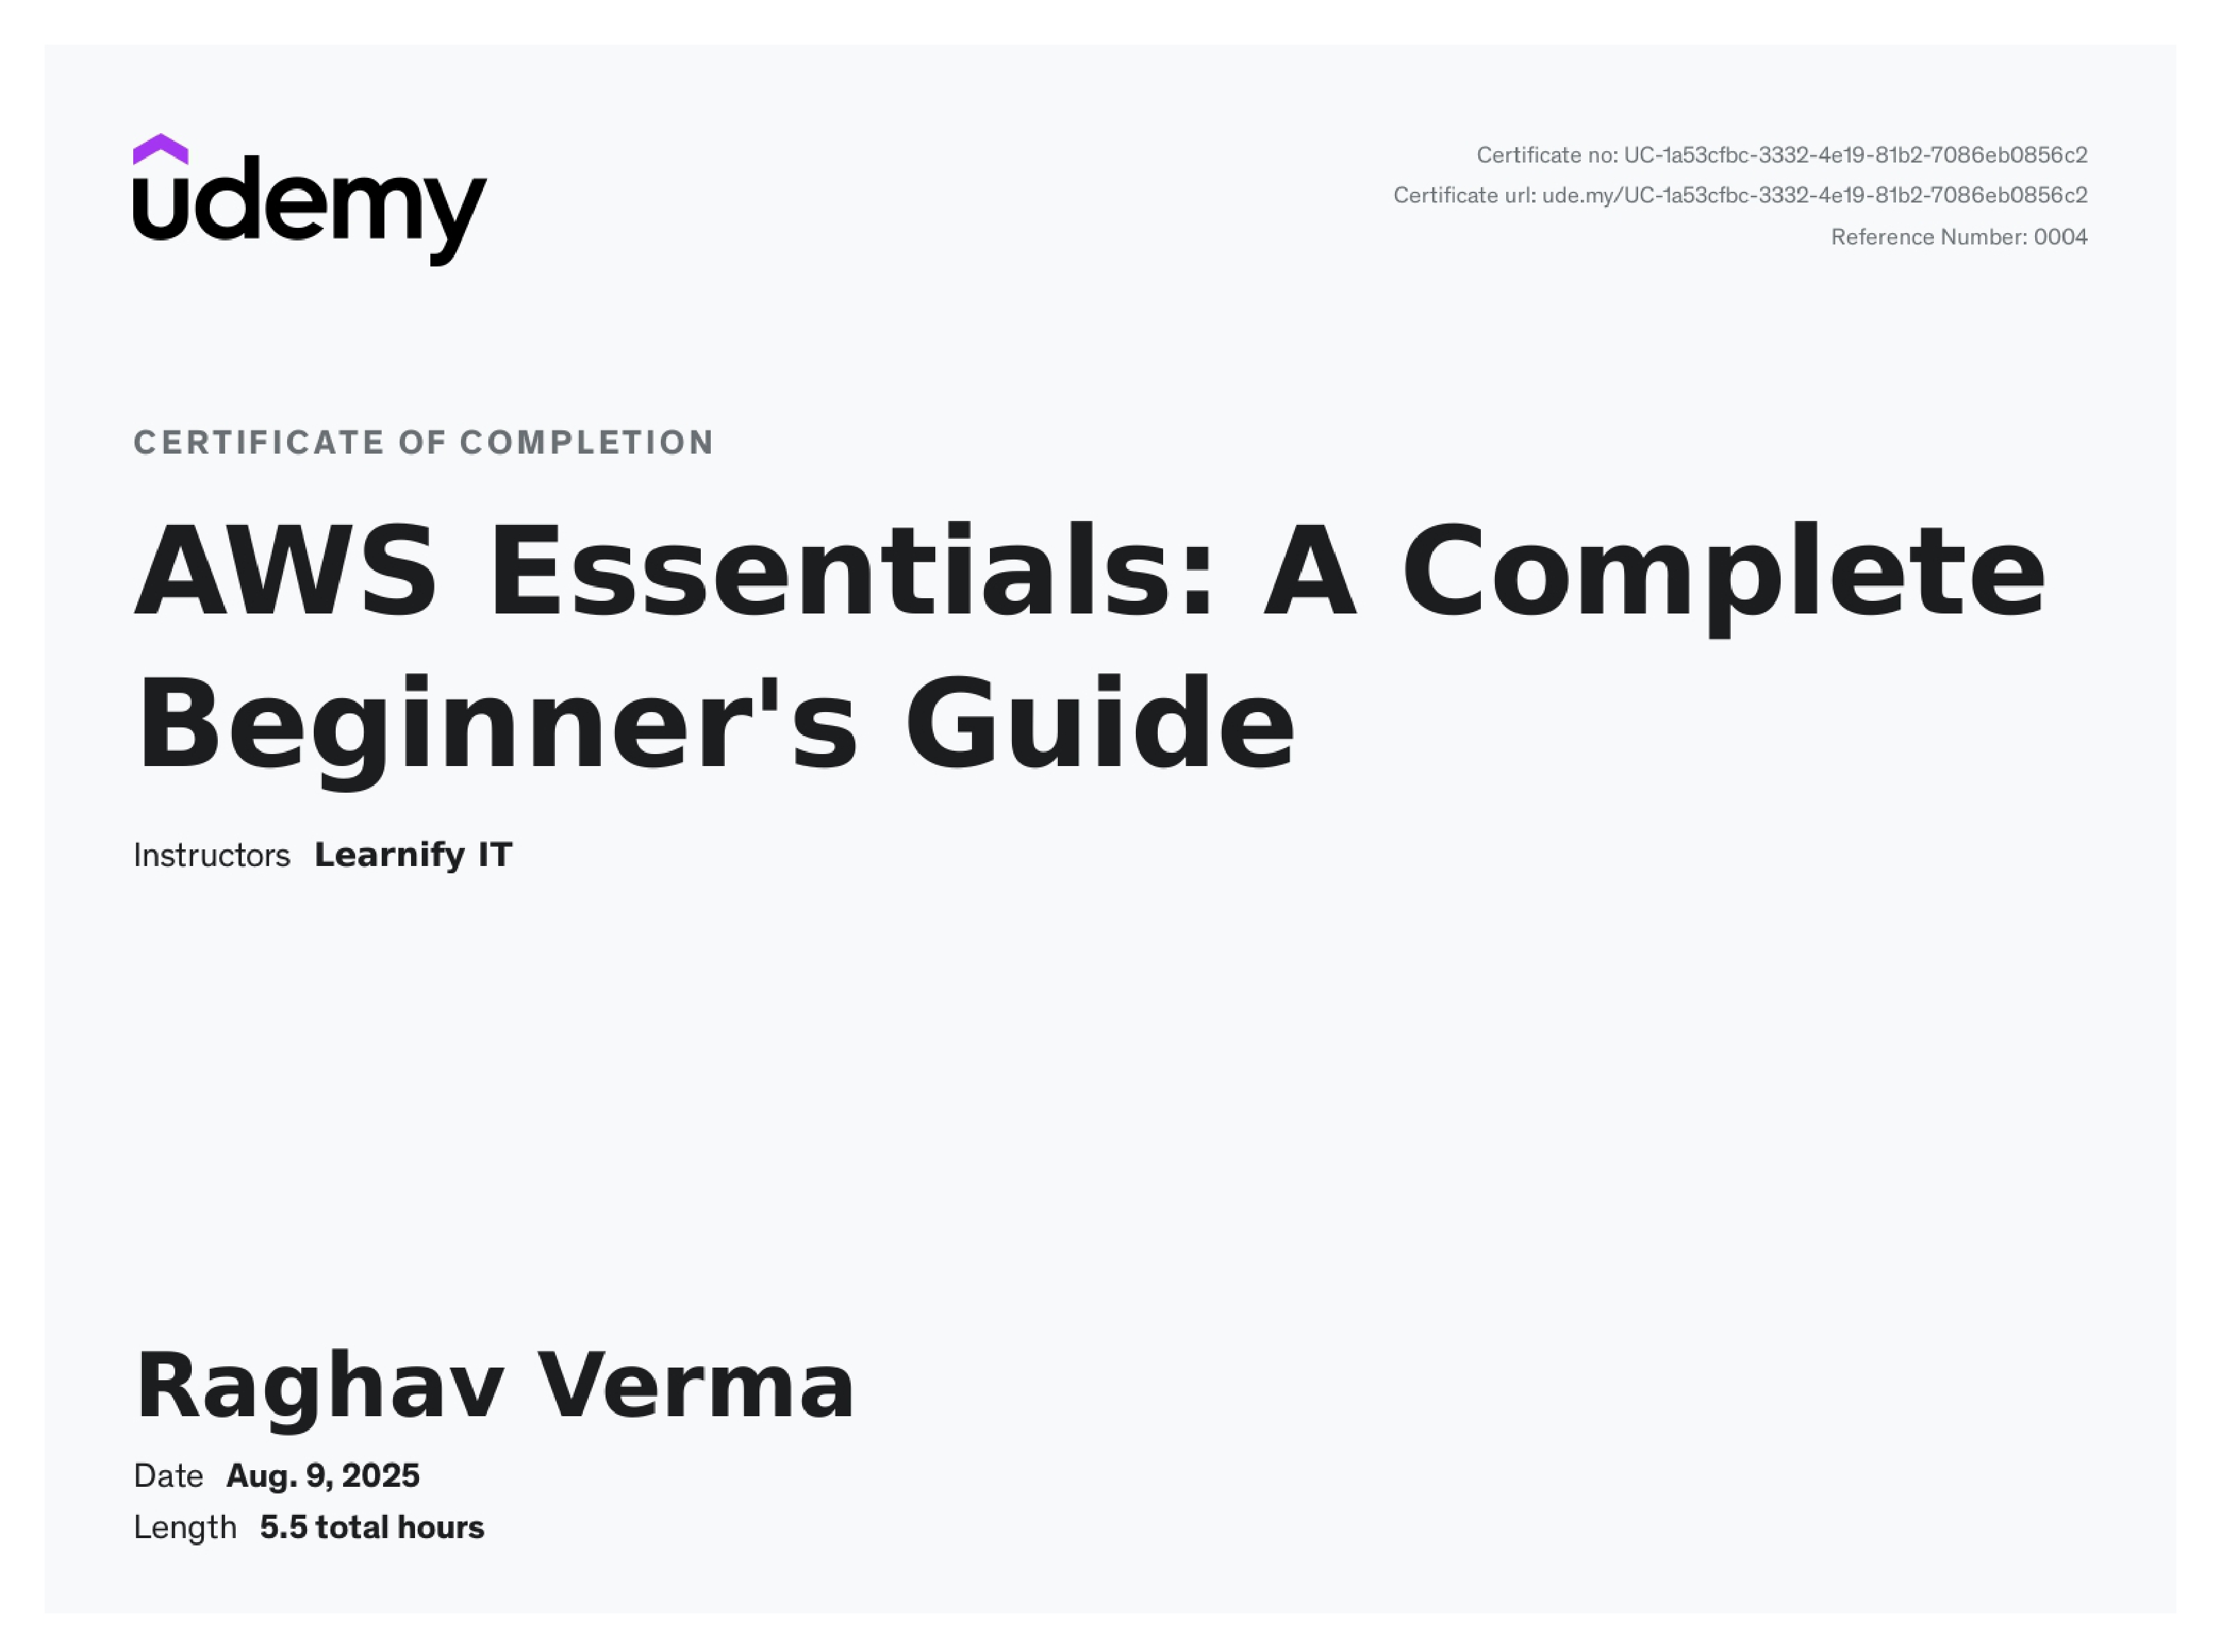 udemy
Certificate no: UC-1a53cfbc-3332-4e19-81b2-7086eb0856c2
Certificate url: ude.my/UC-1a53cfbc-3332-4e19-81b2-7086eb0856c2
Reference Number: 0004
CERTIFICATE OF COMPLETION
AWS Essentials: A Complete
Beginner's Guide
Instructors Learnify IT
Raghav Verma
Date Aug. 9, 2025
Length 5.5 total hours